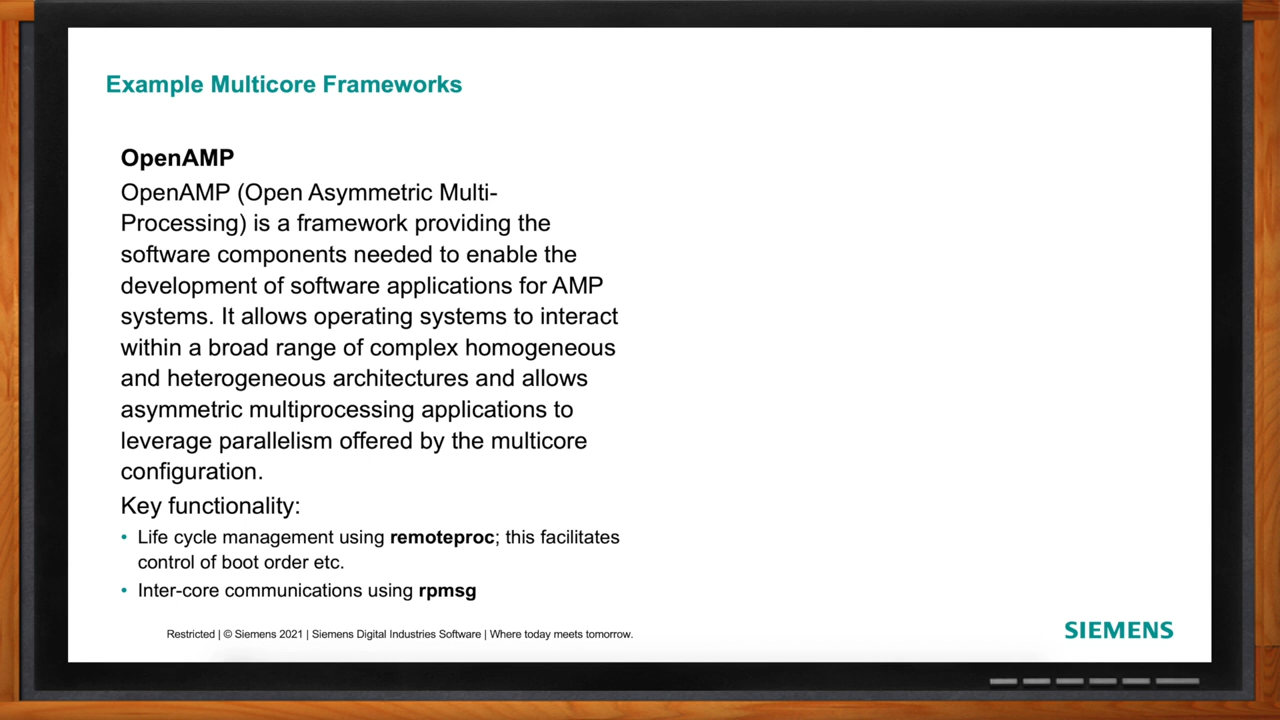 Example Multicore Frameworks
OpenAMP
OpenAMP (Open Asymmetric Multi-
Processing) is a framework providing the
software components needed to enable the
development of software applications for AMP
systems. It allows operating systems to interact
within a broad range of complex homogeneous
and heterogeneous architectures and allows
asymmetric multiprocessing applications to
leverage parallelism offered by the multicore
configuration.
Key functionality:
• Life cycle management using remoteproc; this facilitates
control of boot order etc.
• Inter-core communications using rpmsg
Restricted | © Siemens 2021 | Siemens Digital Industries Software | Where today meets tomorrow.
SIEMENS